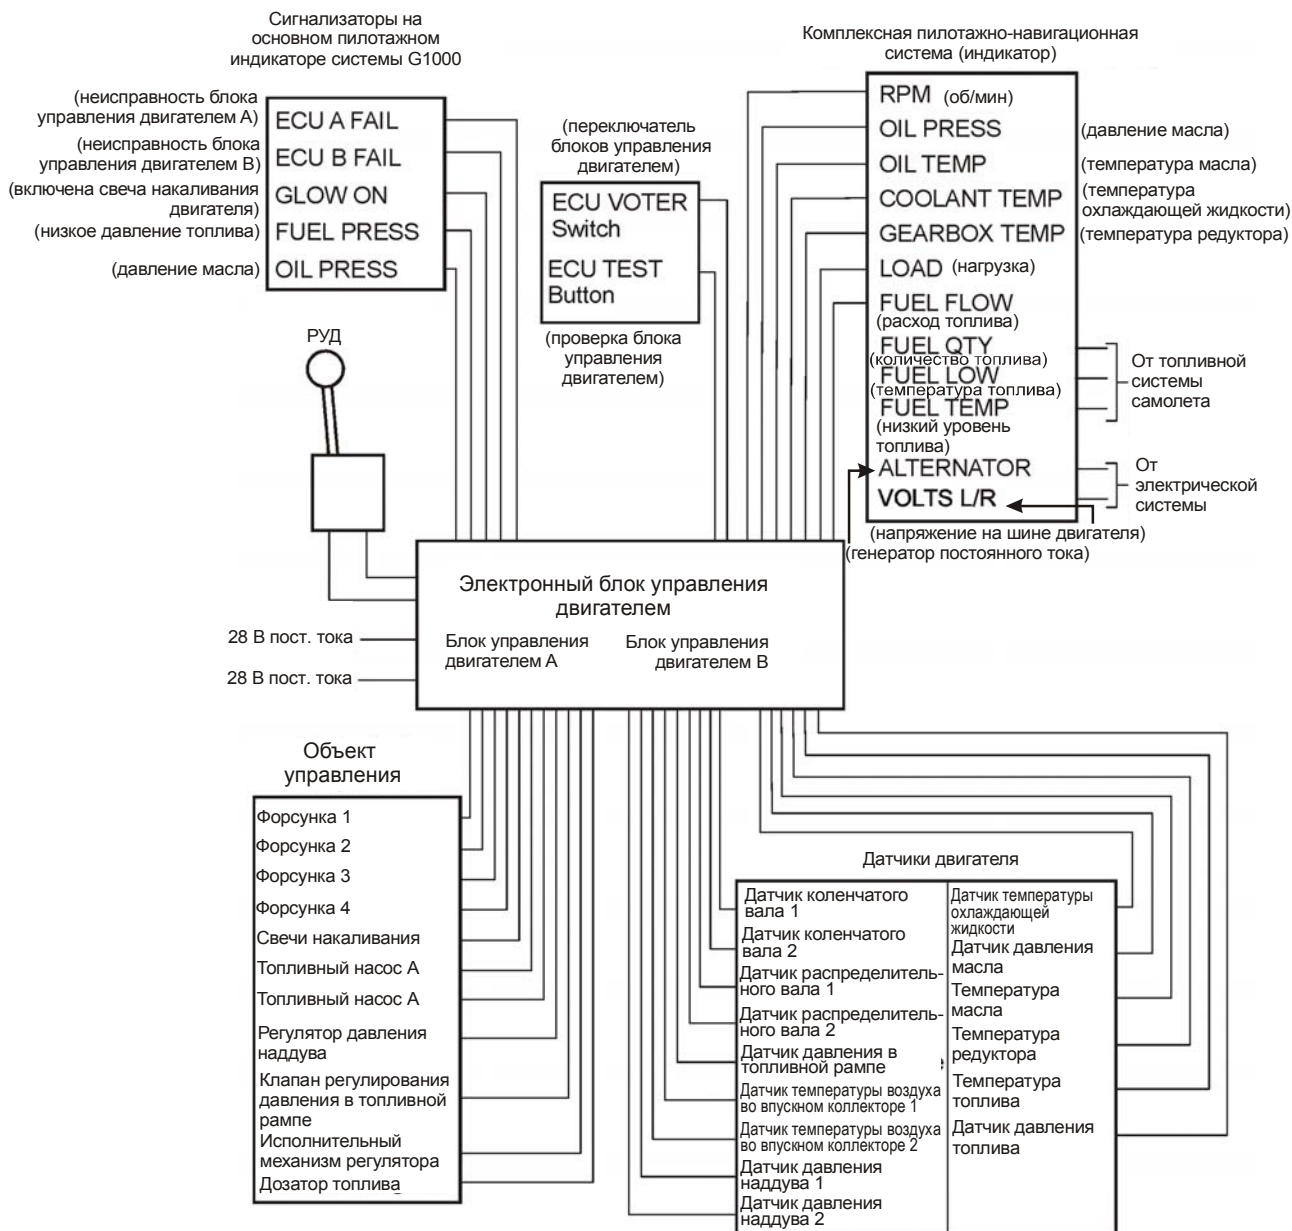 Сигнализаторы на
основном пилотажном
индикаторе системы G1000
(неисправность блока
управления двигателем А)
(неисправность блока
управления двигателем В)
(включена свеча накаливания
двигателя)
(низкое давление топлива)
(давление масла)
ECU A FAIL
ECU B FAIL
GLOW ON
FUEL PRESS
OIL PRESS
(переключатель
блоков управления
двигателем)
ECU VOTER
Switch
ECU TEST
Button
(проверка блока
управления
двигателем)
Комплексная пилотажно-навигационная
система (индикатор)
RPM (об/мин)
OIL PRESS
(давление масла)
OIL TEMP
(температура масла)
COOLANT TEMP
(температура
охлаждающей жидкости)
GEARBOX TEMP
(температура редуктора)
LOAD (нагрузка)
FUEL FLOW
(расход топлива)
FUEL QTY
(количество топлива)
FUEL LOW
(температура топлива)
FUEL TEMP
(низкий уровень
топлива)
От топливной
системы
самолета
ALTERNATOR
VOLTS L/R
От
электрической
системы
(напряжение на шине двигателя)
(генератор постоянного тока)
РУД
Электронный блок управления
двигателем
Блок управления
двигателем А
Блок управления
двигателем В
28 В пост. тока
28 В пост. тока
Объект
управления
Форсунка 1
Форсунка 2
Форсунка 3
Форсунка 4
Свечи накаливания
Топливный насос А
Топливный насос А
Регулятор давления
наддува
Клапан регулирования
давления в топливной
рампе
Исполнительный
механизм регулятора
Дозатор топлива
Датчики двигателя
Датчик коленчатого
вала 1
Датчик коленчатого
вала 2
Датчик распределитель-
ного вала 1
Датчик распределитель-
ного вала 2
Датчик давления в
топливной рампе
Датчик температуры воздуха
во впускном коллекторе 1
Датчик температуры воздуха
во впускном коллекторе 2
Датчик давления
наддува 1
Датчик давления
наддува 2
Датчик температуры
охлаждающей
жидкости
Датчик давления
масла
Температура
масла
Температура
редуктора
Температура
топлива
Датчик давления
топлива